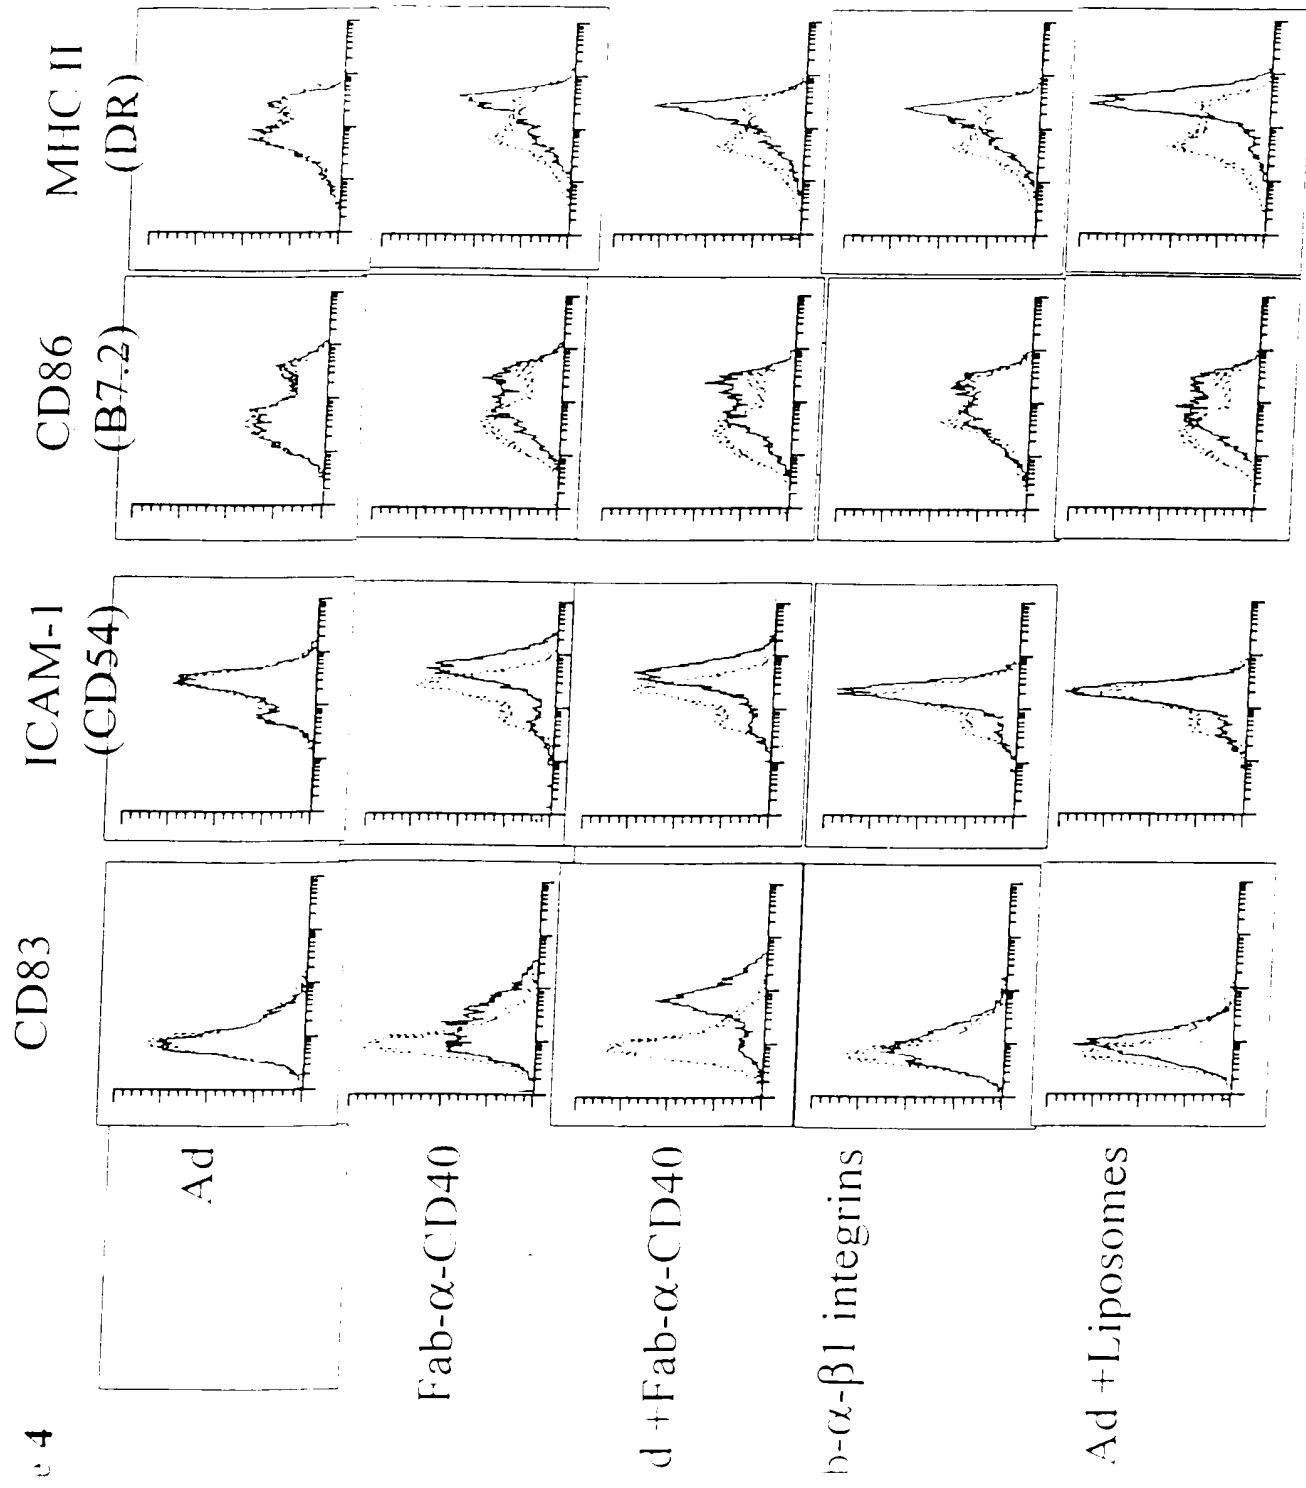 4
CD83
ICAM-1
(CD54)
CD86
(B7.2)
MHC II
(DR)
Ad
Fab-α-CD40
d +Fab-α-CD40
b-α-β1 integrins
Ad +Liposomes